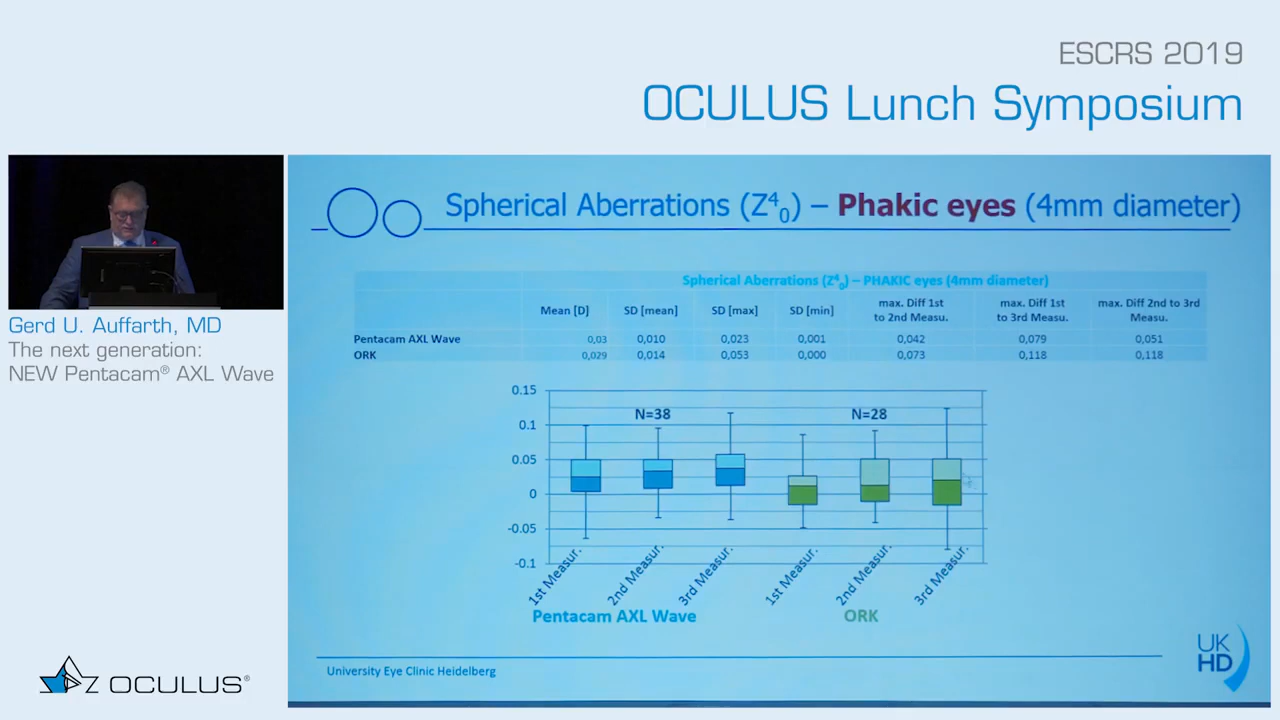 ESCRS 2019
OCULUS Lunch Symposium
Gerd U. Auffarth, MD
The next generation:
NEW Pentacam® AXL Wave
OCULUS®
Spherical Aberrations (Z⁴₀) – Phakic eyes (4mm diameter)
Spherical Aberrations (Z⁴₀) – PHAKIC eyes (4mm diameter)
Mean [D] SD [mean] SD [max] SD [min] max. Diff 1st to 2nd Measu. max. Diff 1st to 3rd Measu. max. Diff 2nd to 3rd Measu.
Pentacam AXL Wave 0,03 0,010 0,023 0,001 0,042 0,079 0,051
ORK 0,029 0,014 0,053 0,000 0,073 0,118 0,118
0.15
N=38 N=28
0.1
0.05
0
-0.05
-0.1
1st Measur. 2nd Measur. 3rd Measur. 1st Measur. 2nd Measur. 3rd Measur.
Pentacam AXL Wave ORK
University Eye Clinic Heidelberg
UK
HD